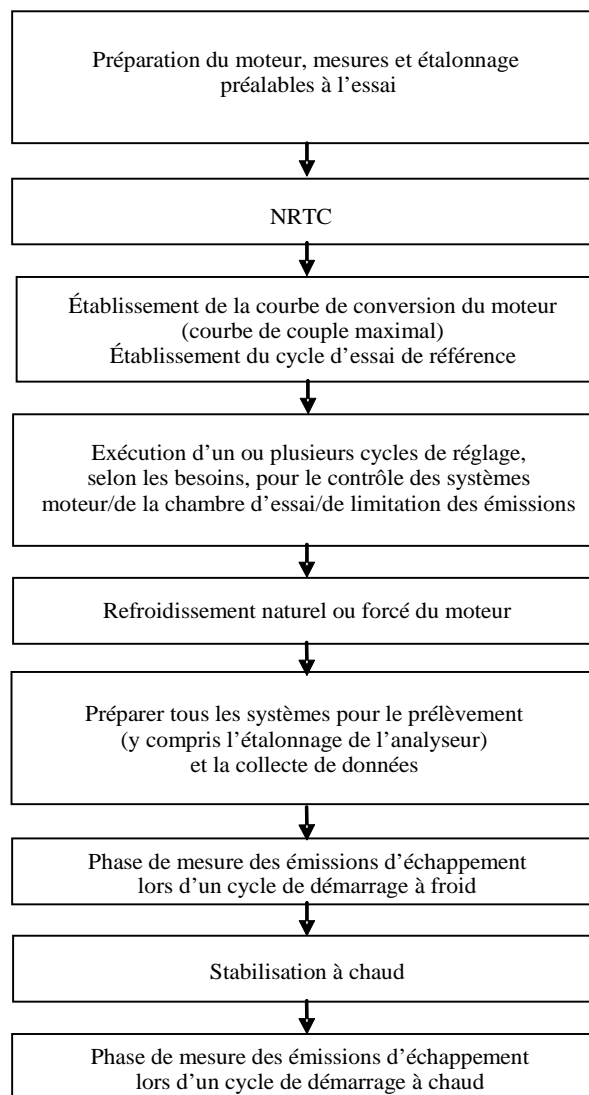 Préparation du moteur, mesures et étalonnage
préalables à l’essai
NRTC
Établissement de la courbe de conversion du moteur
(courbe de couple maximal)
Établissement du cycle d’essai de référence
Exécution d’un ou plusieurs cycles de réglage,
selon les besoins, pour le contrôle des systèmes
moteur/de la chambre d’essai/de limitation des émissions
Refroidissement naturel ou forcé du moteur
Préparer tous les systèmes pour le prélèvement
(y compris l’étalonnage de l’analyseur)
et la collecte de données
Phase de mesure des émissions d’échappement
lors d’un cycle de démarrage à froid
Stabilisation à chaud
Phase de mesure des émissions d’échappement
lors d’un cycle de démarrage à chaud